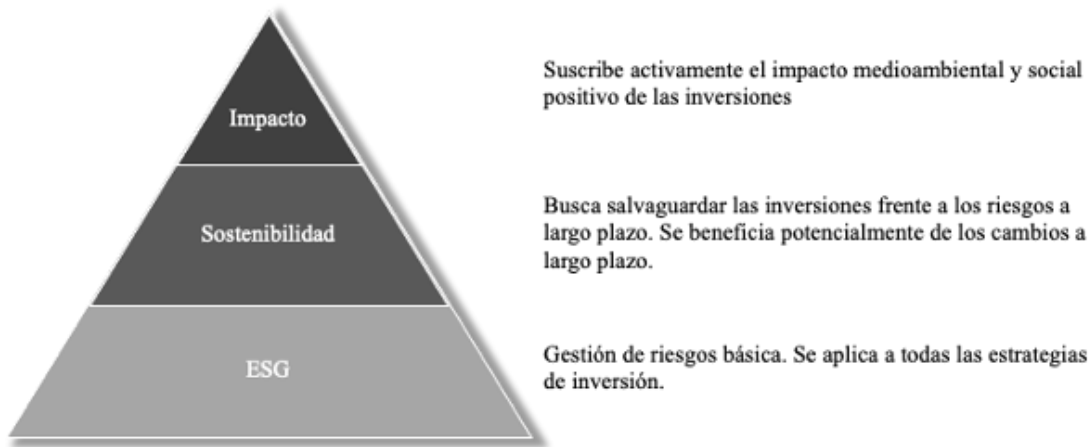 Impacto
Suscribe activamente el impacto medioambiental y social
positivo de las inversiones
Sostenibilidad
Busca salvaguardar las inversiones frente a los riesgos a
largo plazo. Se beneficia potencialmente de los cambios a
largo plazo.
ESG
Gestión de riesgos básica. Se aplica a todas las estrategias
de inversión.